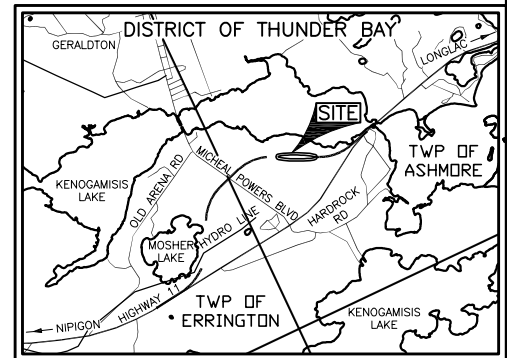 DISTRICT OF THUNDER BAY
GERALDTON
LONGLAC
SITE
TWP OF
ASHMORE
MICHEAL POWERS BLVD
OLD ARENA RD
KENOGAMISIS
LAKE
HYDRO LINE
HARDROCK
RD
MOSHER
LAKE
HIGHWAY 11
TWP OF
ERRINGTON
KENOGAMISIS
LAKE
NIPIGON